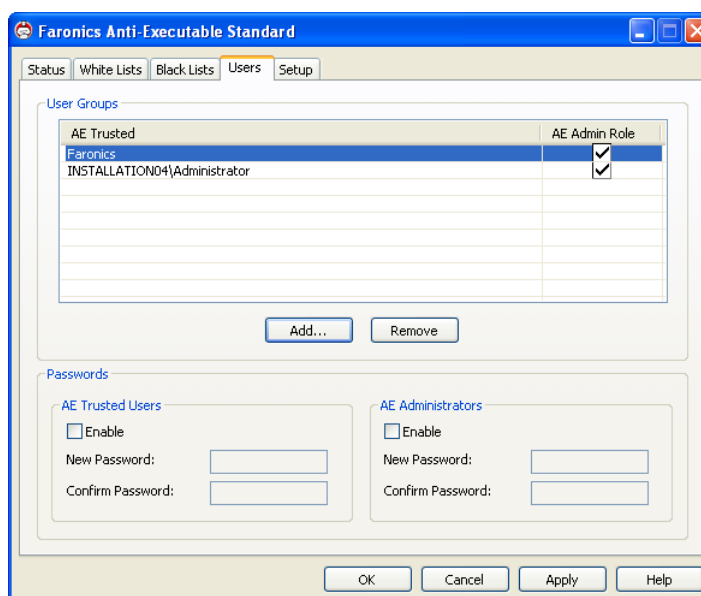 Faronics Anti-Executable Standard
Status White Lists Black Lists Users Setup
User Groups
AE Trusted AE Admin Role
Faronics
INSTALLATION04\Administrator
Add... Remove
Passwords
AE Trusted Users AE Administrators
Enable Enable
New Password: New Password:
Confirm Password: Confirm Password:
OK Cancel Apply Help